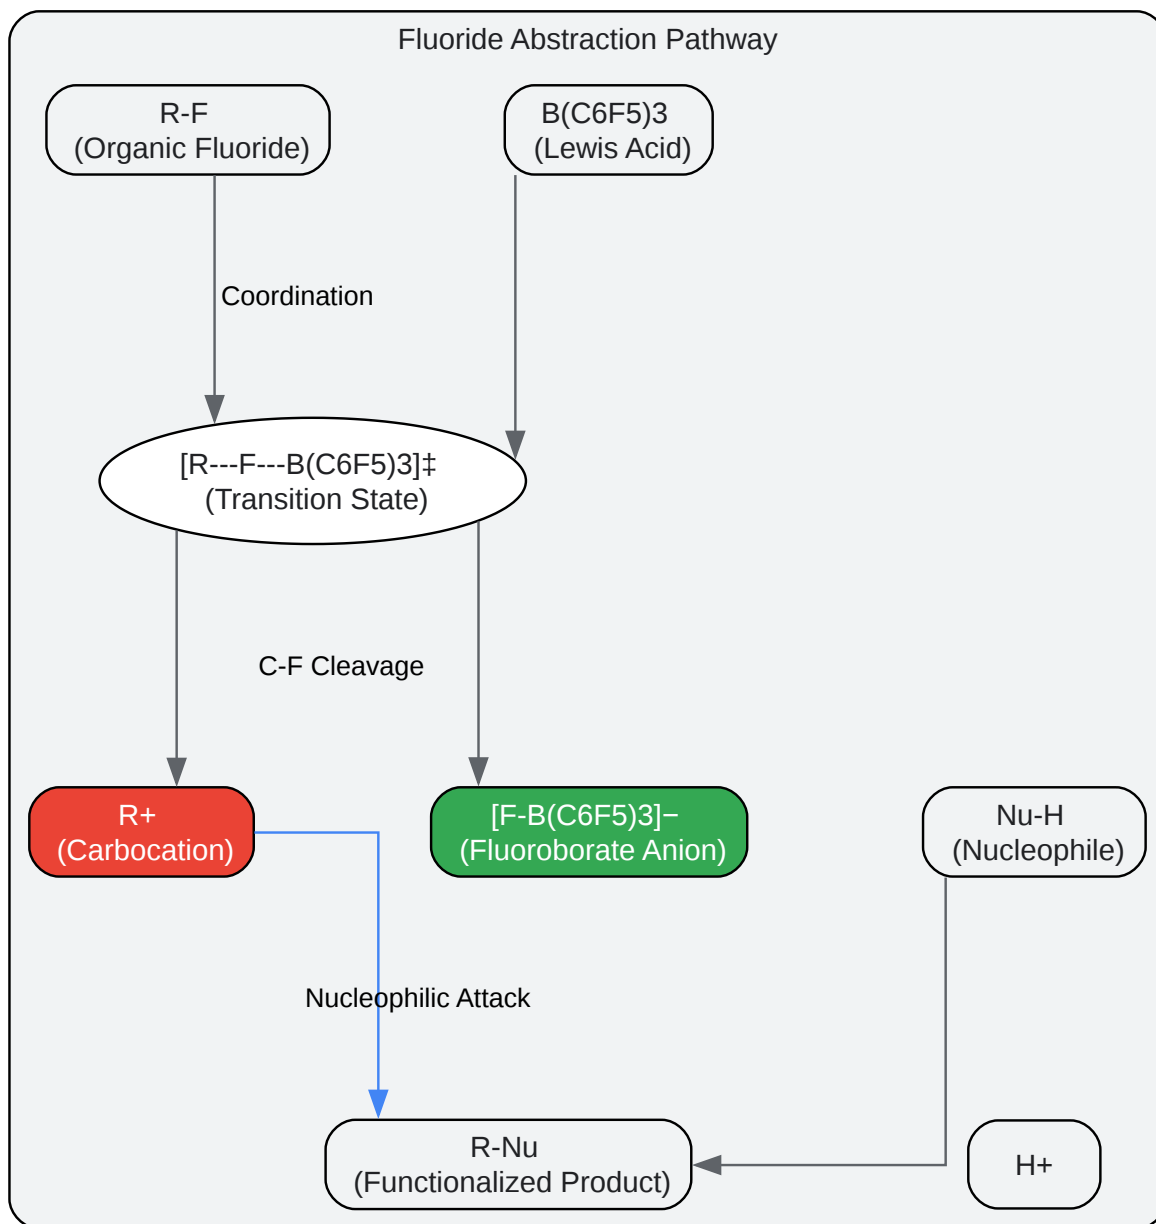 Fluoride Abstraction Pathway
R-F
(Organic Fluoride)
B(C6F5)3
(Lewis Acid)
Coordination
[R---F---B(C6F5)3]‡
(Transition State)
C-F Cleavage
R+
(Carbocation)
[F-B(C6F5)3]−
(Fluoroborate Anion)
Nu-H
(Nucleophile)
Nucleophilic Attack
R-Nu
(Functionalized Product)
H+